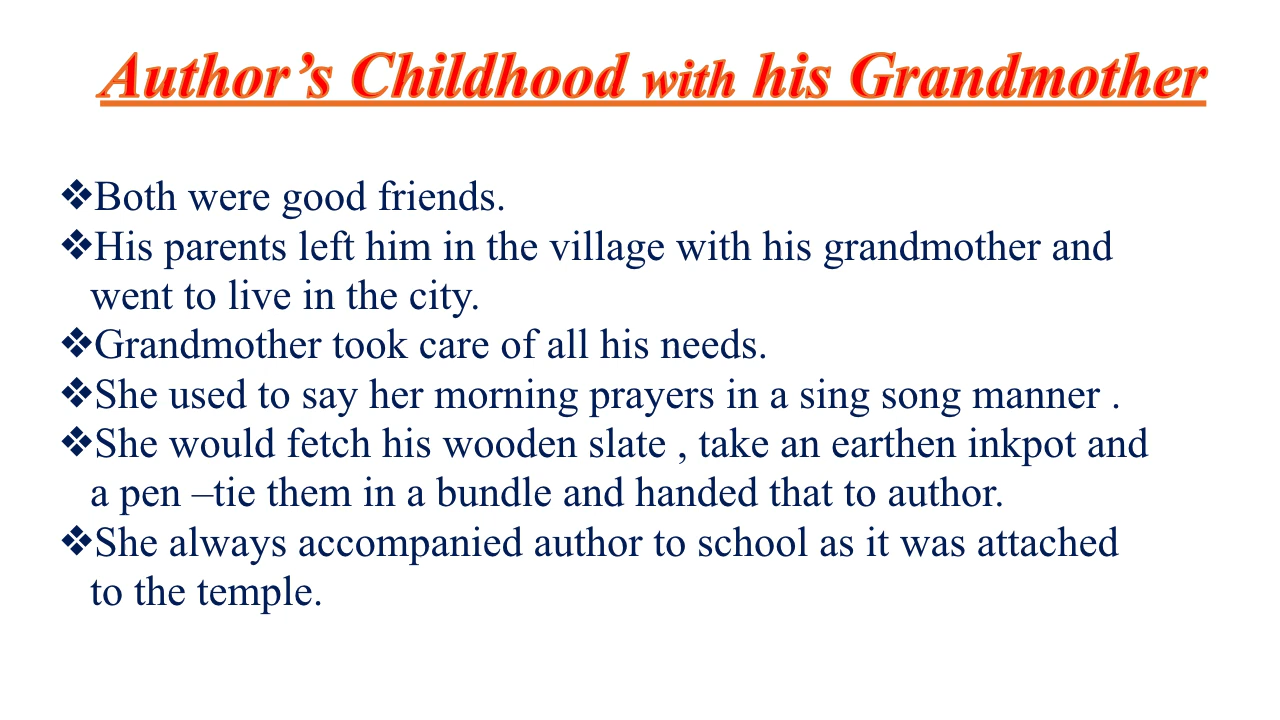 Author’s Childhood with his Grandmother
❖Both were good friends.
❖His parents left him in the village with his grandmother and
went to live in the city.
❖Grandmother took care of all his needs.
❖She used to say her morning prayers in a sing song manner .
❖She would fetch his wooden slate , take an earthen inkpot and
a pen –tie them in a bundle and handed that to author.
❖She always accompanied author to school as it was attached
to the temple.